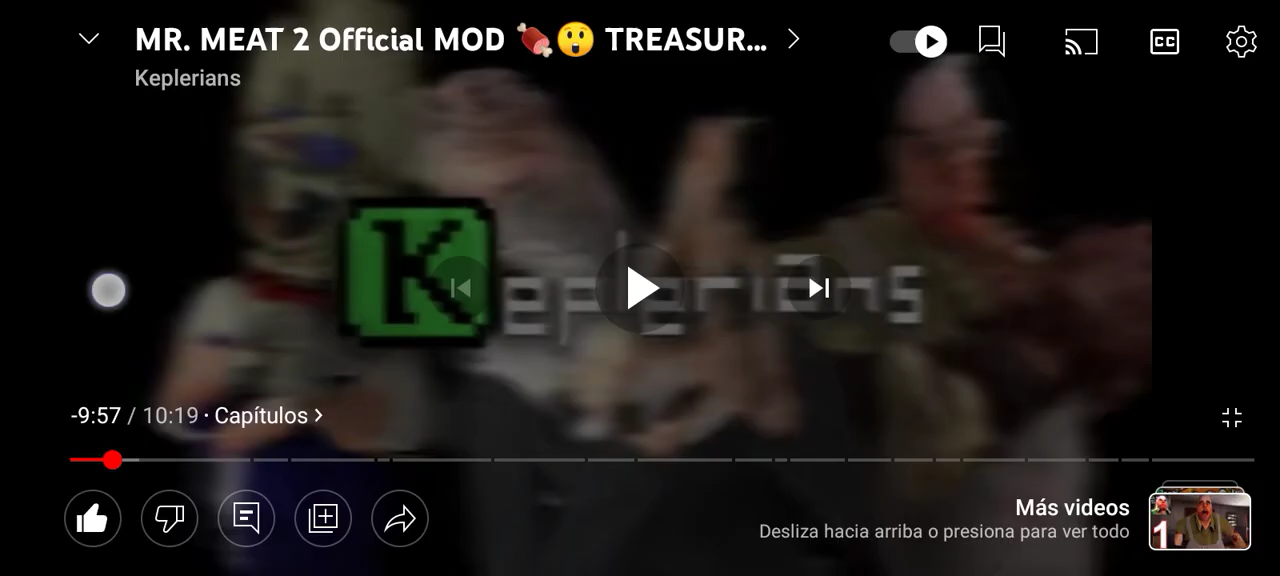 MR. MEAT 2 Official MOD 🍖😲 TREASUR...
Keplerians
CC
Keplerians
-9:57 / 10:19 · Capítulos >
Más videos
Desliza hacia arriba o presiona para ver todo
1